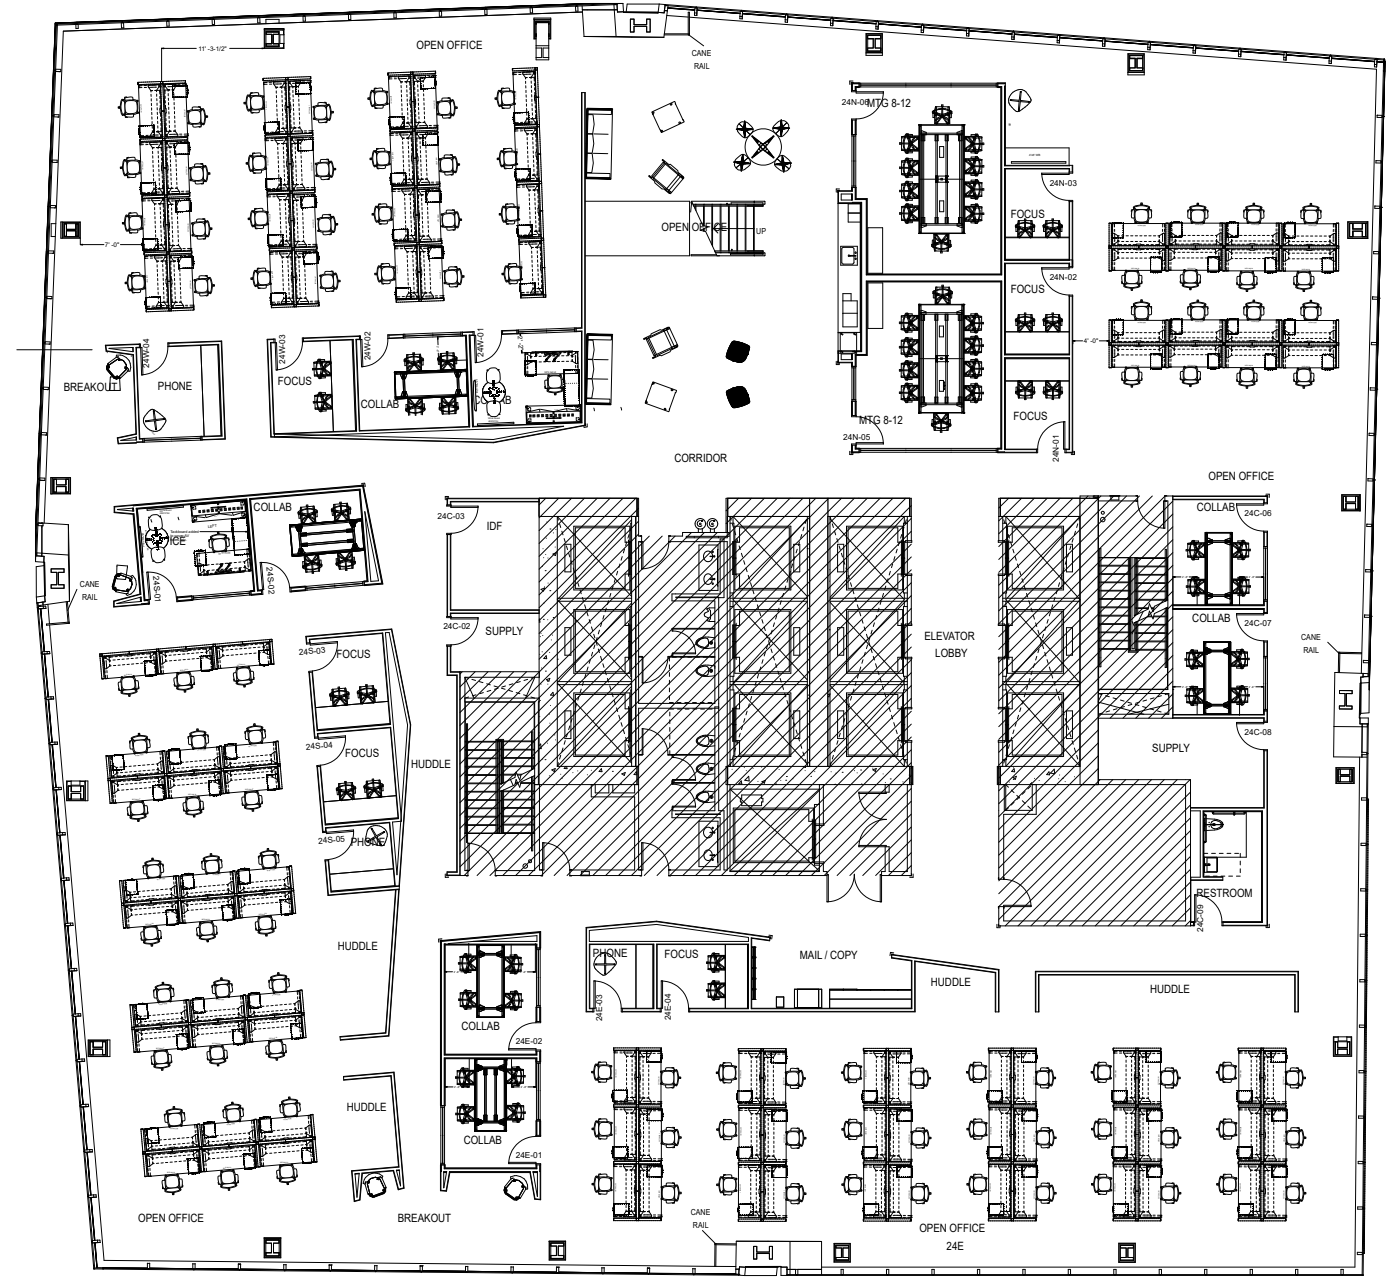 11' -3-1/2"
OPEN OFFICE
CANE
RAIL
24N-06
MTG 8-12
24N-03
FOCUS
OPEN OFFICE
UP
7' -0"
24N-02
FOCUS
4' -0"
24W-04
24W-03
24W-02
24W-01
BREAKOUT
PHONE
FOCUS
COLLAB
COLLAB
FOCUS
MTG 8-12
24N-05
24N-01
CORRIDOR
OPEN OFFICE
COLLAB
LEFT
24S-01
24S-02
24C-03
IDF
COLLAB
24C-06
CANE
RAIL
24C-02
SUPPLY
ELEVATOR
LOBBY
COLLAB
24C-07
CANE
RAIL
24S-03
FOCUS
24S-04
FOCUS
HUDDLE
24C-08
SUPPLY
24S-05
PHONE
RESTROOM
24C-09
HUDDLE
PHONE
FOCUS
MAIL / COPY
HUDDLE
HUDDLE
24E-03
24E-04
COLLAB
24E-02
HUDDLE
COLLAB
24E-01
OPEN OFFICE
BREAKOUT
CANE
RAIL
OPEN OFFICE
24E